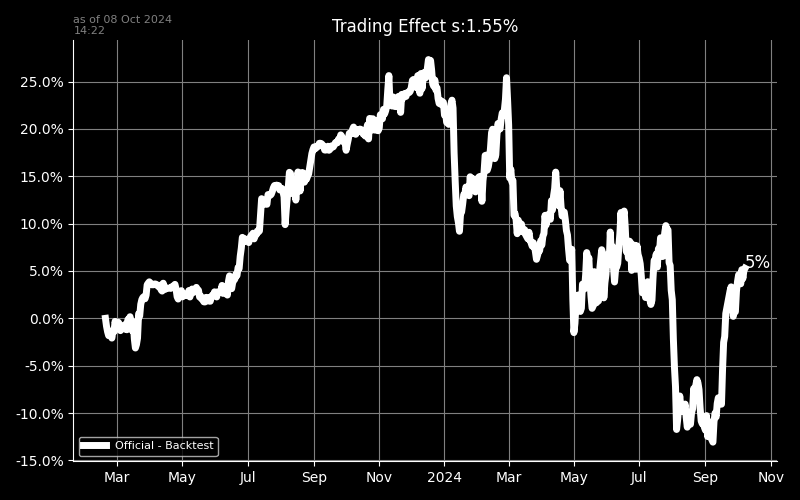 as of 08 Oct 2024
14:22
Trading Effect s:1.55%
25.0%
20.0%
15.0%
10.0%
5.0%
0.0%
-5.0%
-10.0%
-15.0%
5%
Official - Backtest
Mar May Jul Sep Nov 2024 Mar May Jul Sep Nov